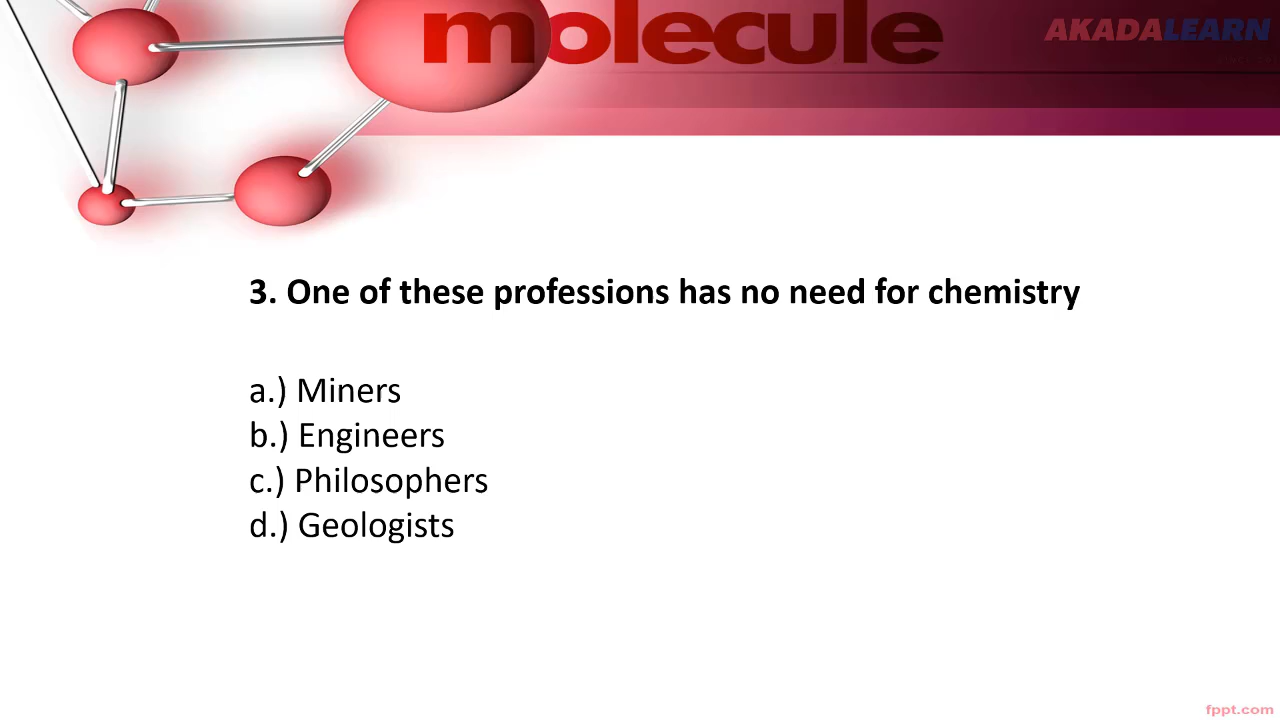 molecule
AKADALEARN
3. One of these professions has no need for chemistry
a.) Miners
b.) Engineers
c.) Philosophers
d.) Geologists
fppt.com